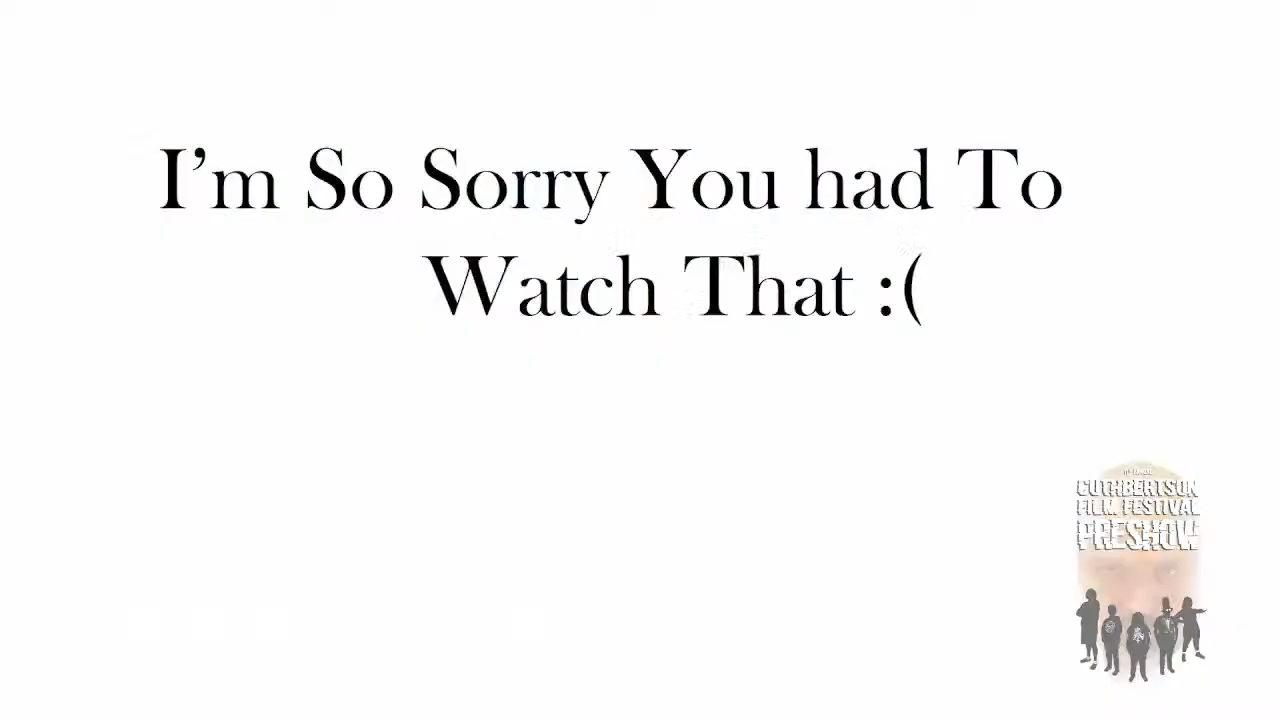 I’m So Sorry You had To
Watch That :(
CUTHBERTSON
FILM FESTIVAL
PRESHOW